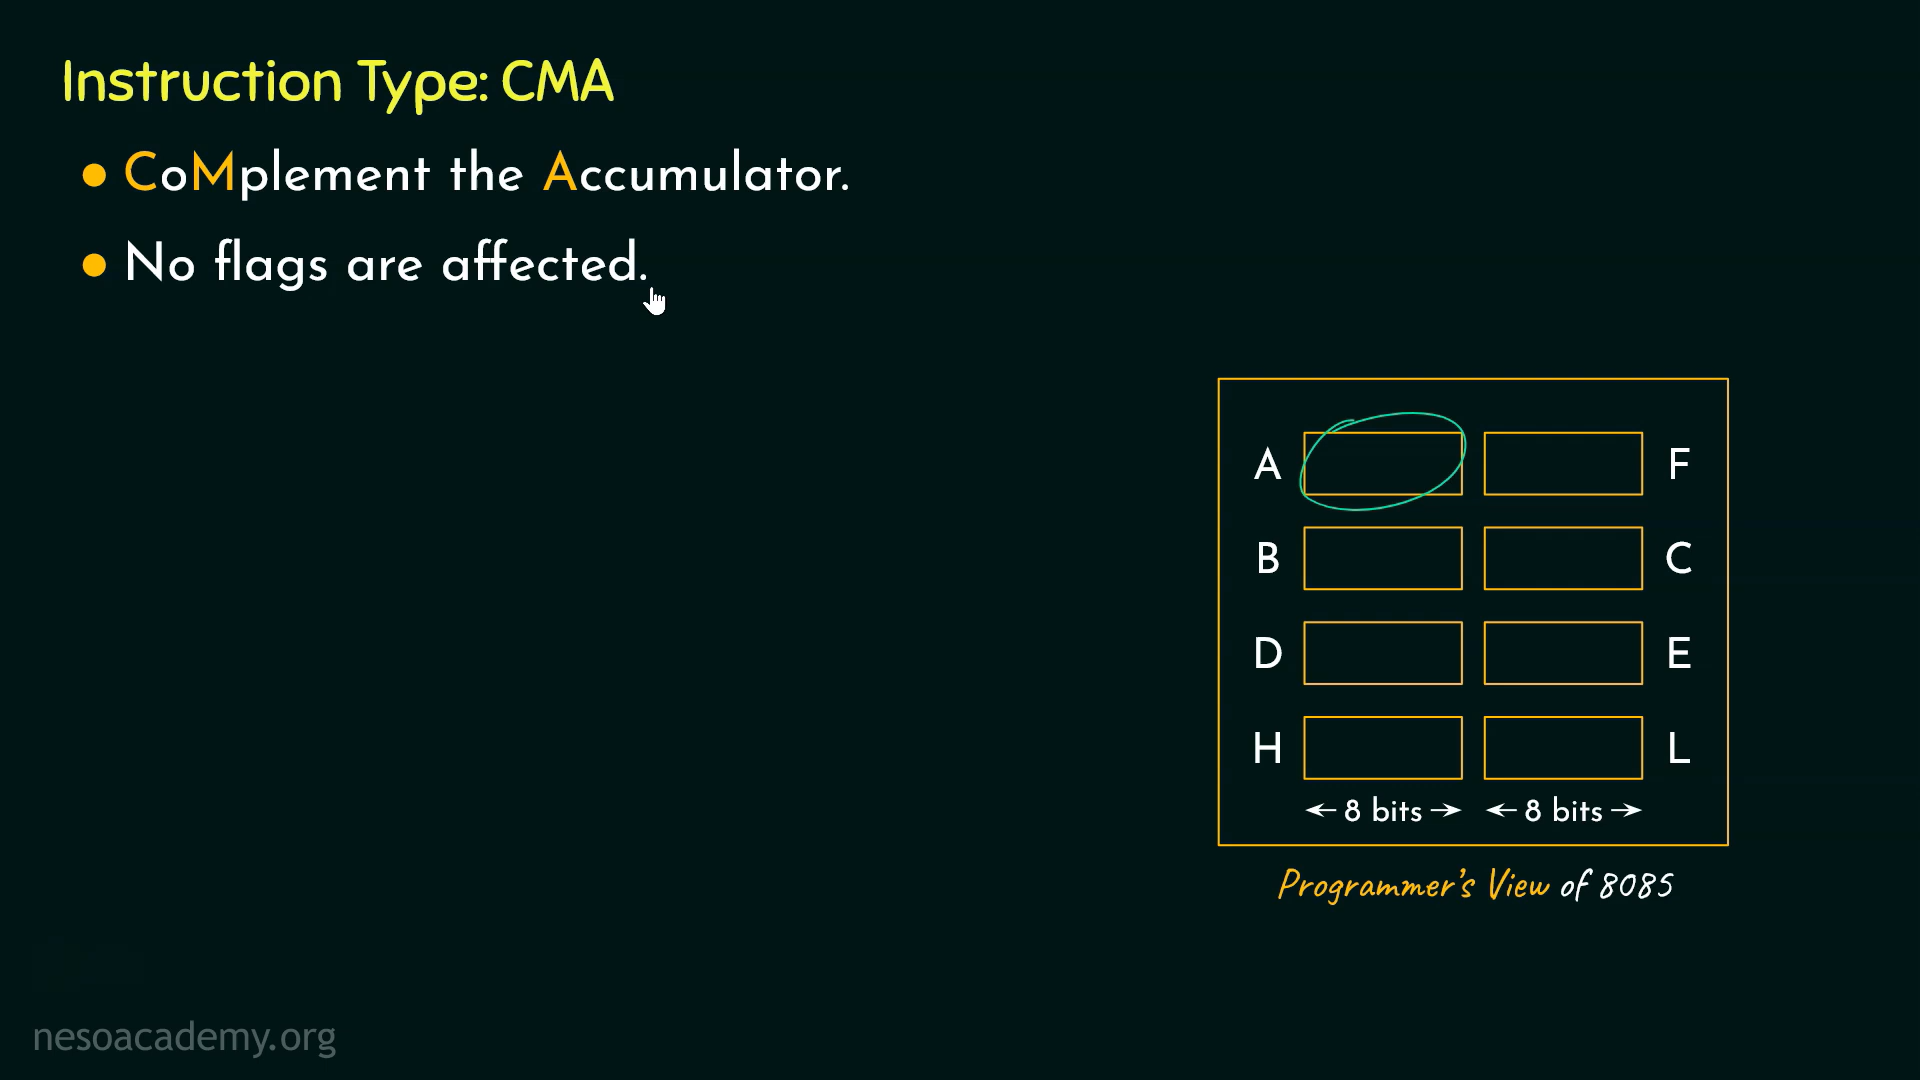 Instruction Type: CMA
● CoMplement the Accumulator.
● No flags are affected.
A F
B C
D E
H L
← 8 bits → ← 8 bits →
Programmer's View of 8085
nesoacademy.org